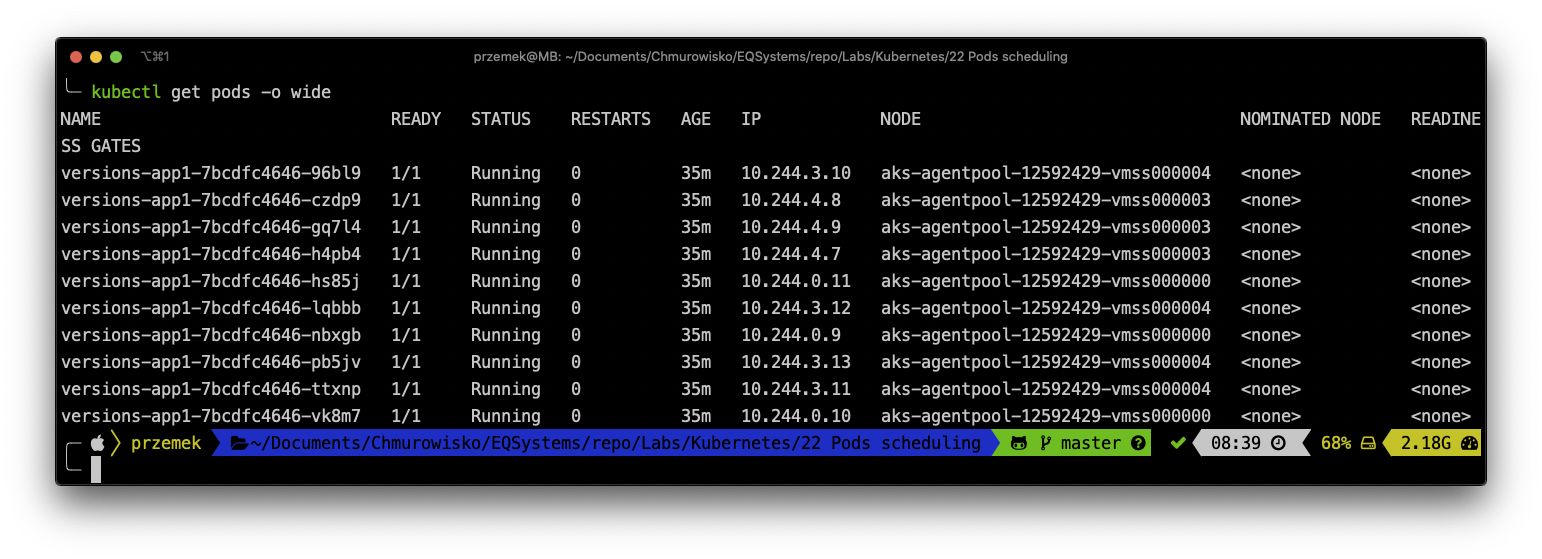 ⌥⌘1 przemek@MB: ~/Documents/Chmurowisko/EQSystems/repo/Labs/Kubernetes/22 Pods scheduling
kubectl get pods -o wide
NAME READY STATUS RESTARTS AGE IP NODE NOMINATED NODE READINE
SS GATES
versions-app1-7bcdfc4646-96bl9 1/1 Running 0 35m 10.244.3.10 aks-agentpool-12592429-vmss000004 <none> <none>
versions-app1-7bcdfc4646-czdp9 1/1 Running 0 35m 10.244.4.8 aks-agentpool-12592429-vmss000003 <none> <none>
versions-app1-7bcdfc4646-gq7l4 1/1 Running 0 35m 10.244.4.9 aks-agentpool-12592429-vmss000003 <none> <none>
versions-app1-7bcdfc4646-h4pb4 1/1 Running 0 35m 10.244.4.7 aks-agentpool-12592429-vmss000003 <none> <none>
versions-app1-7bcdfc4646-hs85j 1/1 Running 0 35m 10.244.0.11 aks-agentpool-12592429-vmss000000 <none> <none>
versions-app1-7bcdfc4646-lqbbb 1/1 Running 0 35m 10.244.3.12 aks-agentpool-12592429-vmss000004 <none> <none>
versions-app1-7bcdfc4646-nbxgb 1/1 Running 0 35m 10.244.0.9 aks-agentpool-12592429-vmss000000 <none> <none>
versions-app1-7bcdfc4646-pb5jv 1/1 Running 0 35m 10.244.3.13 aks-agentpool-12592429-vmss000004 <none> <none>
versions-app1-7bcdfc4646-ttxnp 1/1 Running 0 35m 10.244.3.11 aks-agentpool-12592429-vmss000004 <none> <none>
versions-app1-7bcdfc4646-vk8m7 1/1 Running 0 35m 10.244.0.10 aks-agentpool-12592429-vmss000000 <none> <none>
przemek ~/Documents/Chmurowisko/EQSystems/repo/Labs/Kubernetes/22 Pods scheduling master ? ✔ 08:39 68% 2.18G